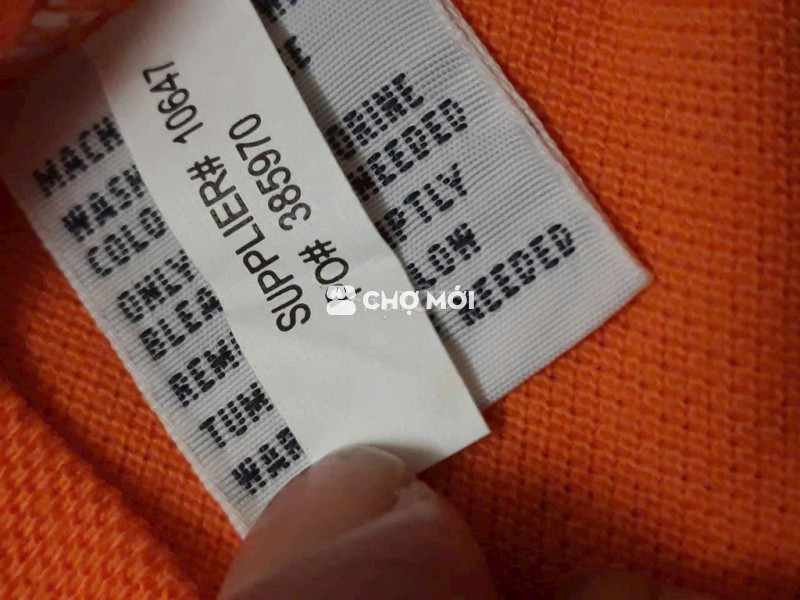 SUPPLIER# 10647
PO# 385970
MACH
WASH
COLO
ORINE
ONLY
NEEDED
BLEA
PTLY
REM
LOW
TUM
NEEDED
WAR
CHỢ MỚI